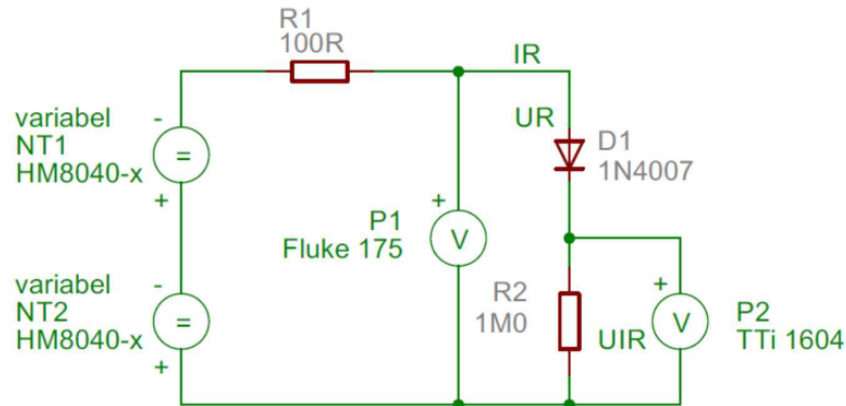 R1
100R
IR
variabel
NT1
HM8040-x
-
=
+
UR
D1
1N4007
P1
Fluke 175
+
V
variabel
NT2
HM8040-x
-
=
+
R2
1M0
UIR
+
V
P2
TTi 1604